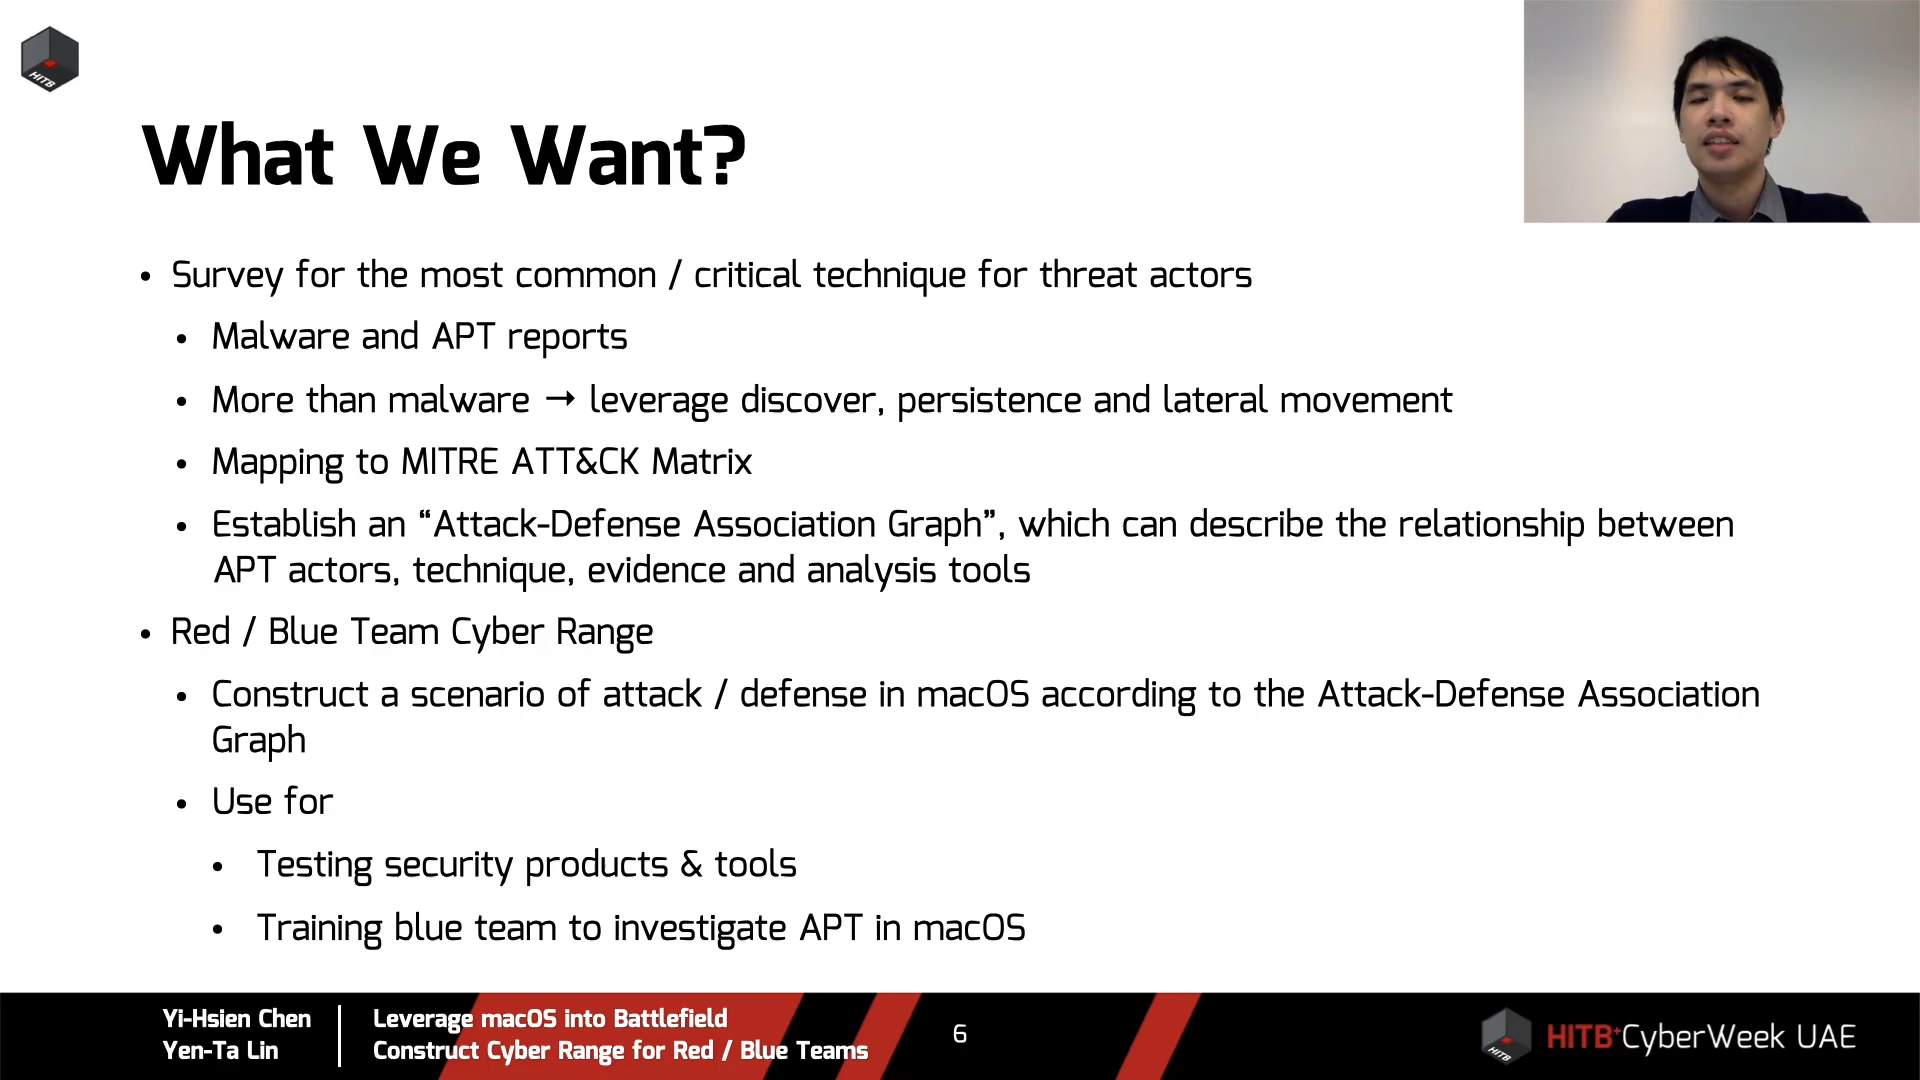 HITB
What We Want?
• Survey for the most common / critical technique for threat actors
• Malware and APT reports
• More than malware → leverage discover, persistence and lateral movement
• Mapping to MITRE ATT&CK Matrix
• Establish an “Attack-Defense Association Graph”, which can describe the relationship between
APT actors, technique, evidence and analysis tools
• Red / Blue Team Cyber Range
• Construct a scenario of attack / defense in macOS according to the Attack-Defense Association
Graph
• Use for
• Testing security products & tools
• Training blue team to investigate APT in macOS
Yi-Hsien Chen
Yen-Ta Lin
Leverage macOS into Battlefield
Construct Cyber Range for Red / Blue Teams
6
HITB
HITB+CyberWeek UAE